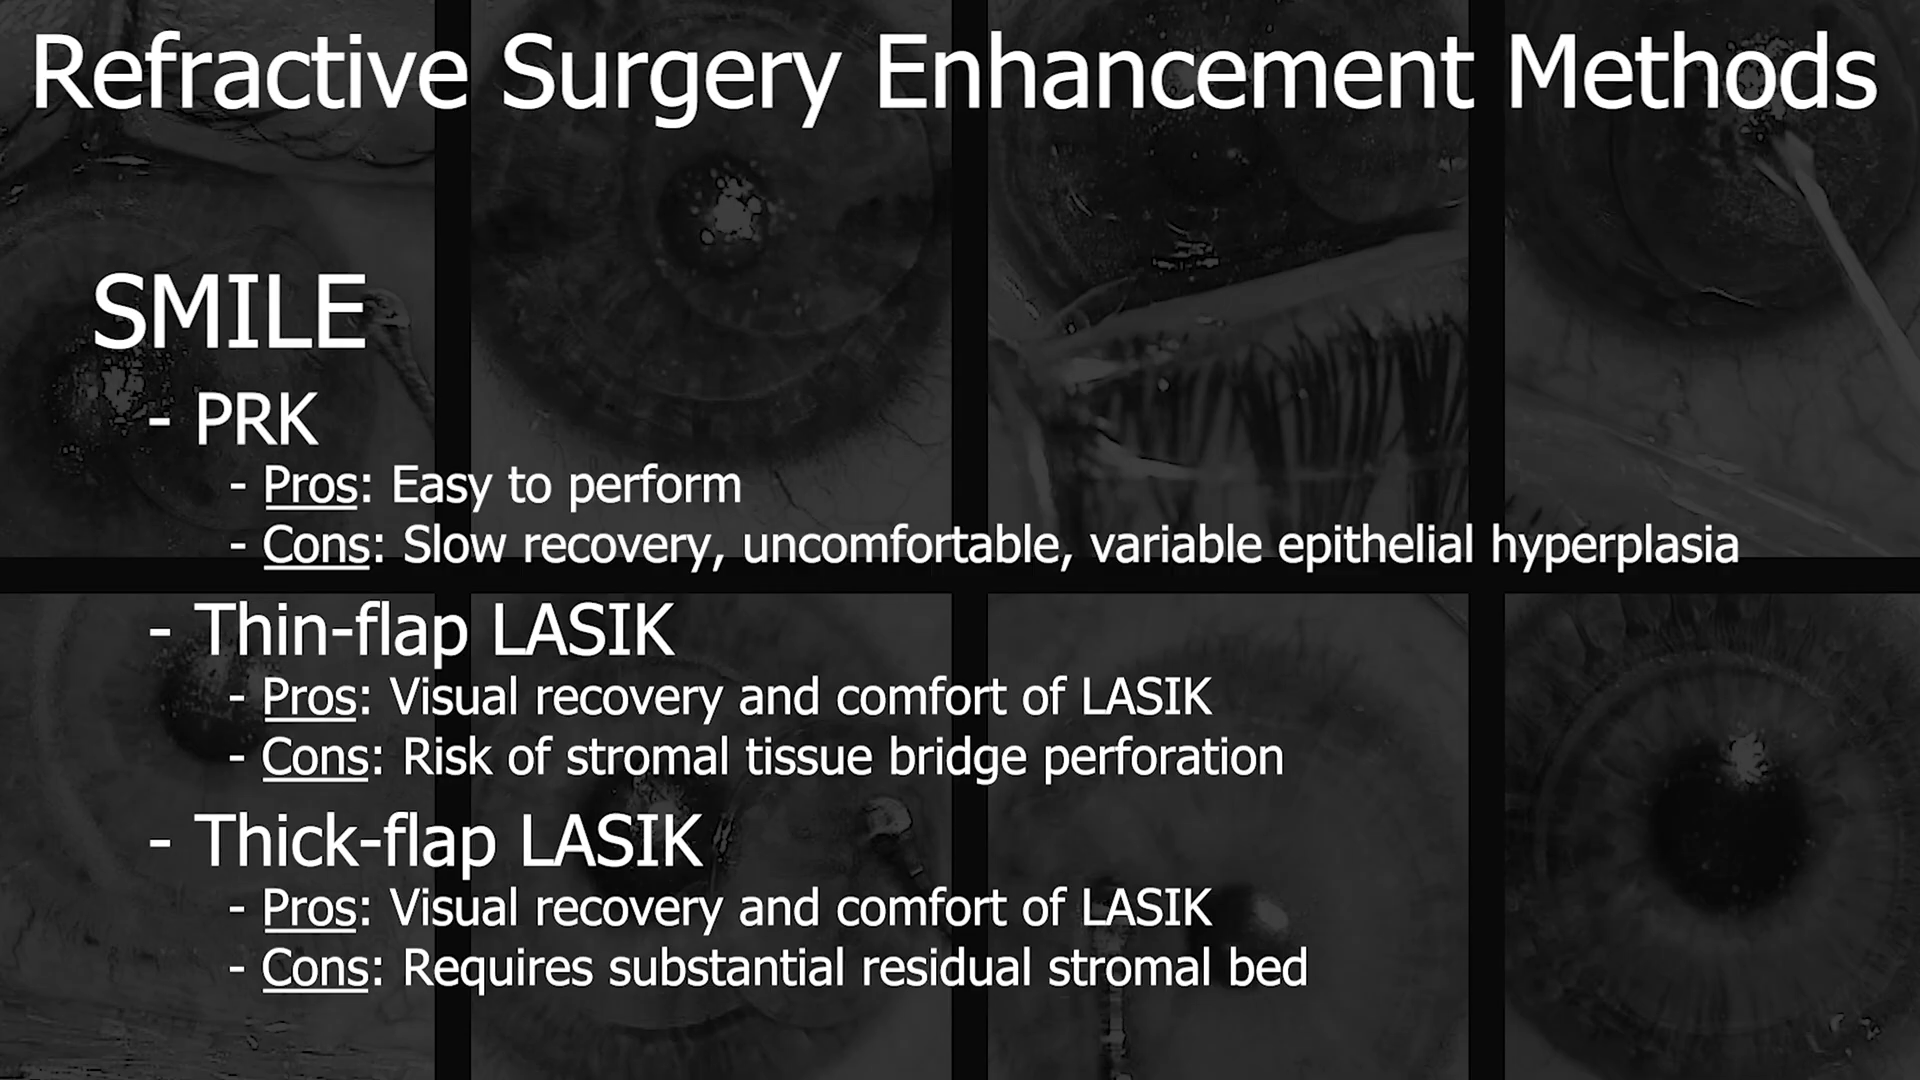 Refractive Surgery Enhancement Methods
SMILE
- PRK
- Pros: Easy to perform
- Cons: Slow recovery, uncomfortable, variable epithelial hyperplasia
- Thin-flap LASIK
- Pros: Visual recovery and comfort of LASIK
- Cons: Risk of stromal tissue bridge perforation
- Thick-flap LASIK
- Pros: Visual recovery and comfort of LASIK
- Cons: Requires substantial residual stromal bed